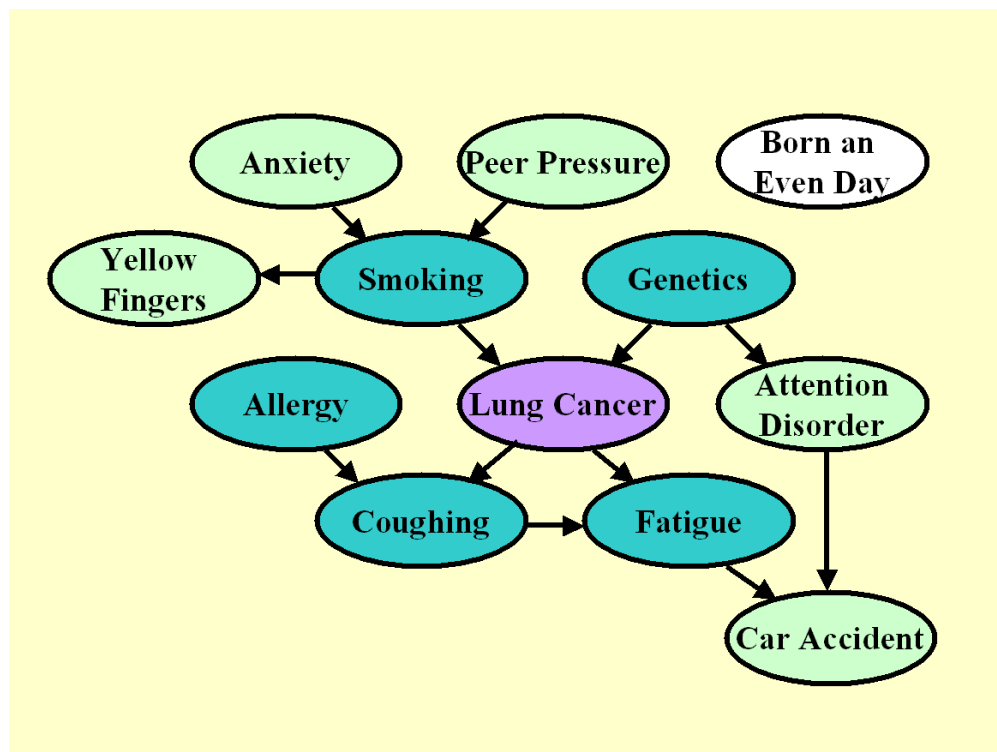 Anxiety
Peer Pressure
Born an
Even Day
Yellow
Fingers
Smoking
Genetics
Allergy
Lung Cancer
Attention
Disorder
Coughing
Fatigue
Car Accident